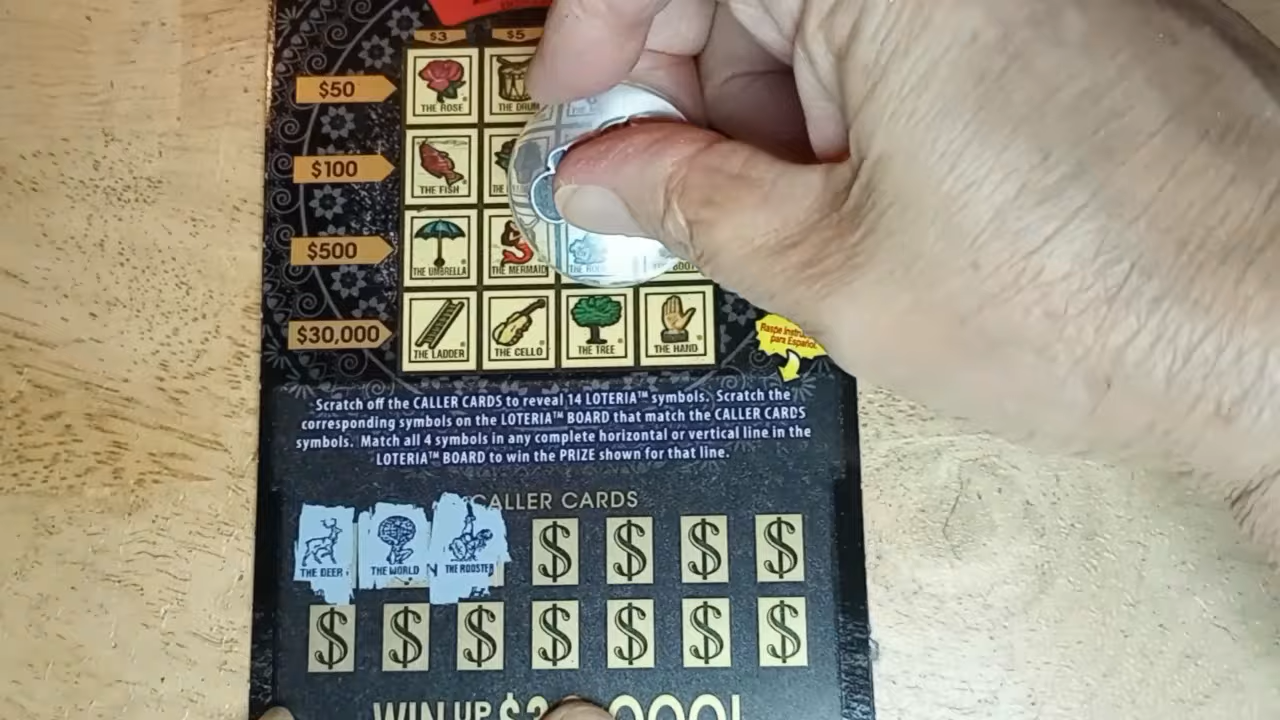 $3 $5
$50
THE ROSE THE DRUM
$100
THE FISH THE
$500
THE UMBRELLA THE MERMAID
$30,000
THE LADDER THE CELLO THE TREE THE HAND
Raspe
para Español.
Scratch off the CALLER CARDS to reveal 14 LOTERIA™ symbols. Scratch the
corresponding symbols on the LOTERIA™ BOARD that match the CALLER CARDS
symbols. Match all 4 symbols in any complete horizontal or vertical line in the
LOTERIA™ BOARD to win the PRIZE shown for that line.
CALLER CARDS
THE DEER THE WORLD THE ROOSTER $ $ $ $
$ $ $ $ $ $ $
WIN UP